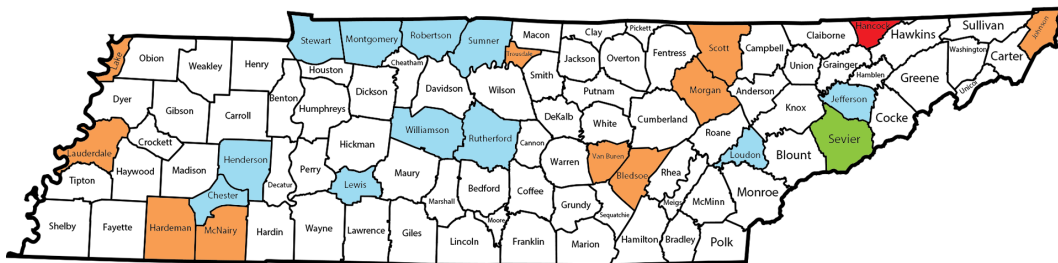 Lake
Obion
Weakley
Henry
Stewart
Montgomery
Robertson
Sumner
Trousdale
Macon
Clay
Pickett
Fentress
Scott
Campbell
Claiborne
Hancock
Hawkins
Sullivan
Johnson
Houston
Cheatham
Smith
Jackson
Overton
Morgan
Anderson
Union
Grainger
Hamblen
Greene
Washington
Unicoi
Carter
Dyer
Gibson
Carroll
Benton
Humphreys
Dickson
Davidson
Wilson
DeKalb
Putnam
White
Cumberland
Roane
Knox
Jefferson
Cocke
Sevier
Lauderdale
Crockett
Haywood
Madison
Henderson
Decatur
Perry
Hickman
Williamson
Rutherford
Cannon
Warren
Van Buren
Bledsoe
Rhea
Loudon
Blount
Tipton
Chester
Lewis
Maury
Marshall
Bedford
Coffee
Grundy
Sequatchie
Meigs
McMinn
Monroe
Shelby
Fayette
Hardeman
McNairy
Hardin
Wayne
Lawrence
Giles
Lincoln
Moore
Franklin
Marion
Hamilton
Bradley
Polk